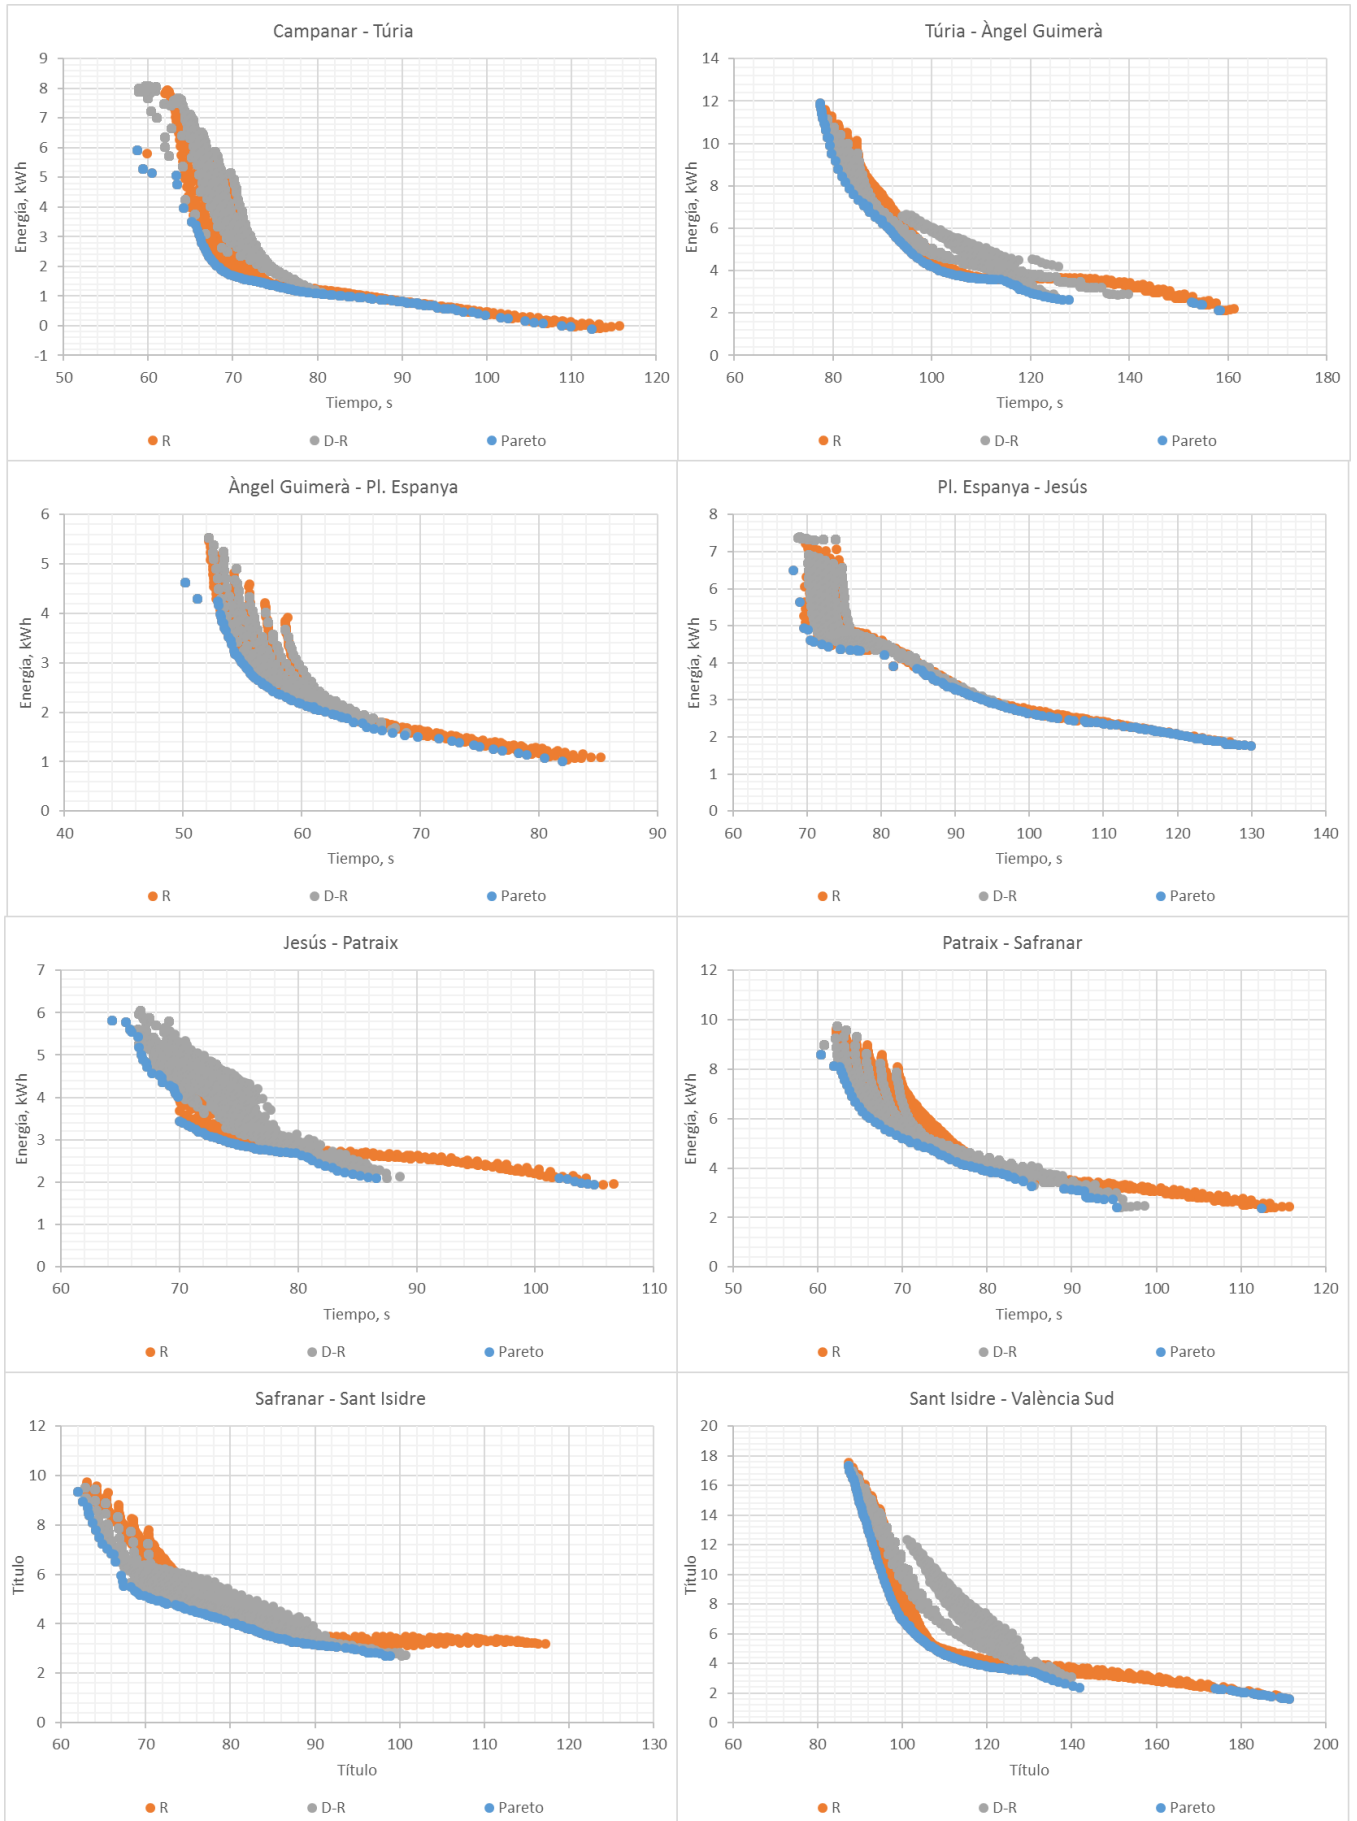 Campanar - Túria
Energía, kWh
9
8
7
6
5
4
3
2
1
0
-1
50 60 70 80 90 100 110 120
Tiempo, s
R D-R Pareto
Túria - Àngel Guimerà
Energía, kWh
14
12
10
8
6
4
2
0
60 80 100 120 140 160 180
Tiempo, s
R D-R Pareto
Àngel Guimerà - Pl. Espanya
Energía, kWh
6
5
4
3
2
1
0
40 50 60 70 80 90
Tiempo, s
R D-R Pareto
Pl. Espanya - Jesús
Energía, kWh
8
7
6
5
4
3
2
1
0
60 70 80 90 100 110 120 130 140
Tiempo, s
R D-R Pareto
Jesús - Patraix
Energía, kWh
7
6
5
4
3
2
1
0
60 70 80 90 100 110
Tiempo, s
R D-R Pareto
Patraix - Safranar
Energía, kWh
12
10
8
6
4
2
0
50 60 70 80 90 100 110 120
Tiempo, s
R D-R Pareto
Safranar - Sant Isidre
Título
12
10
8
6
4
2
0
60 70 80 90 100 110 120 130
Título
R D-R Pareto
Sant Isidre - València Sud
Título
20
18
16
14
12
10
8
6
4
2
0
60 80 100 120 140 160 180 200
Título
R D-R Pareto